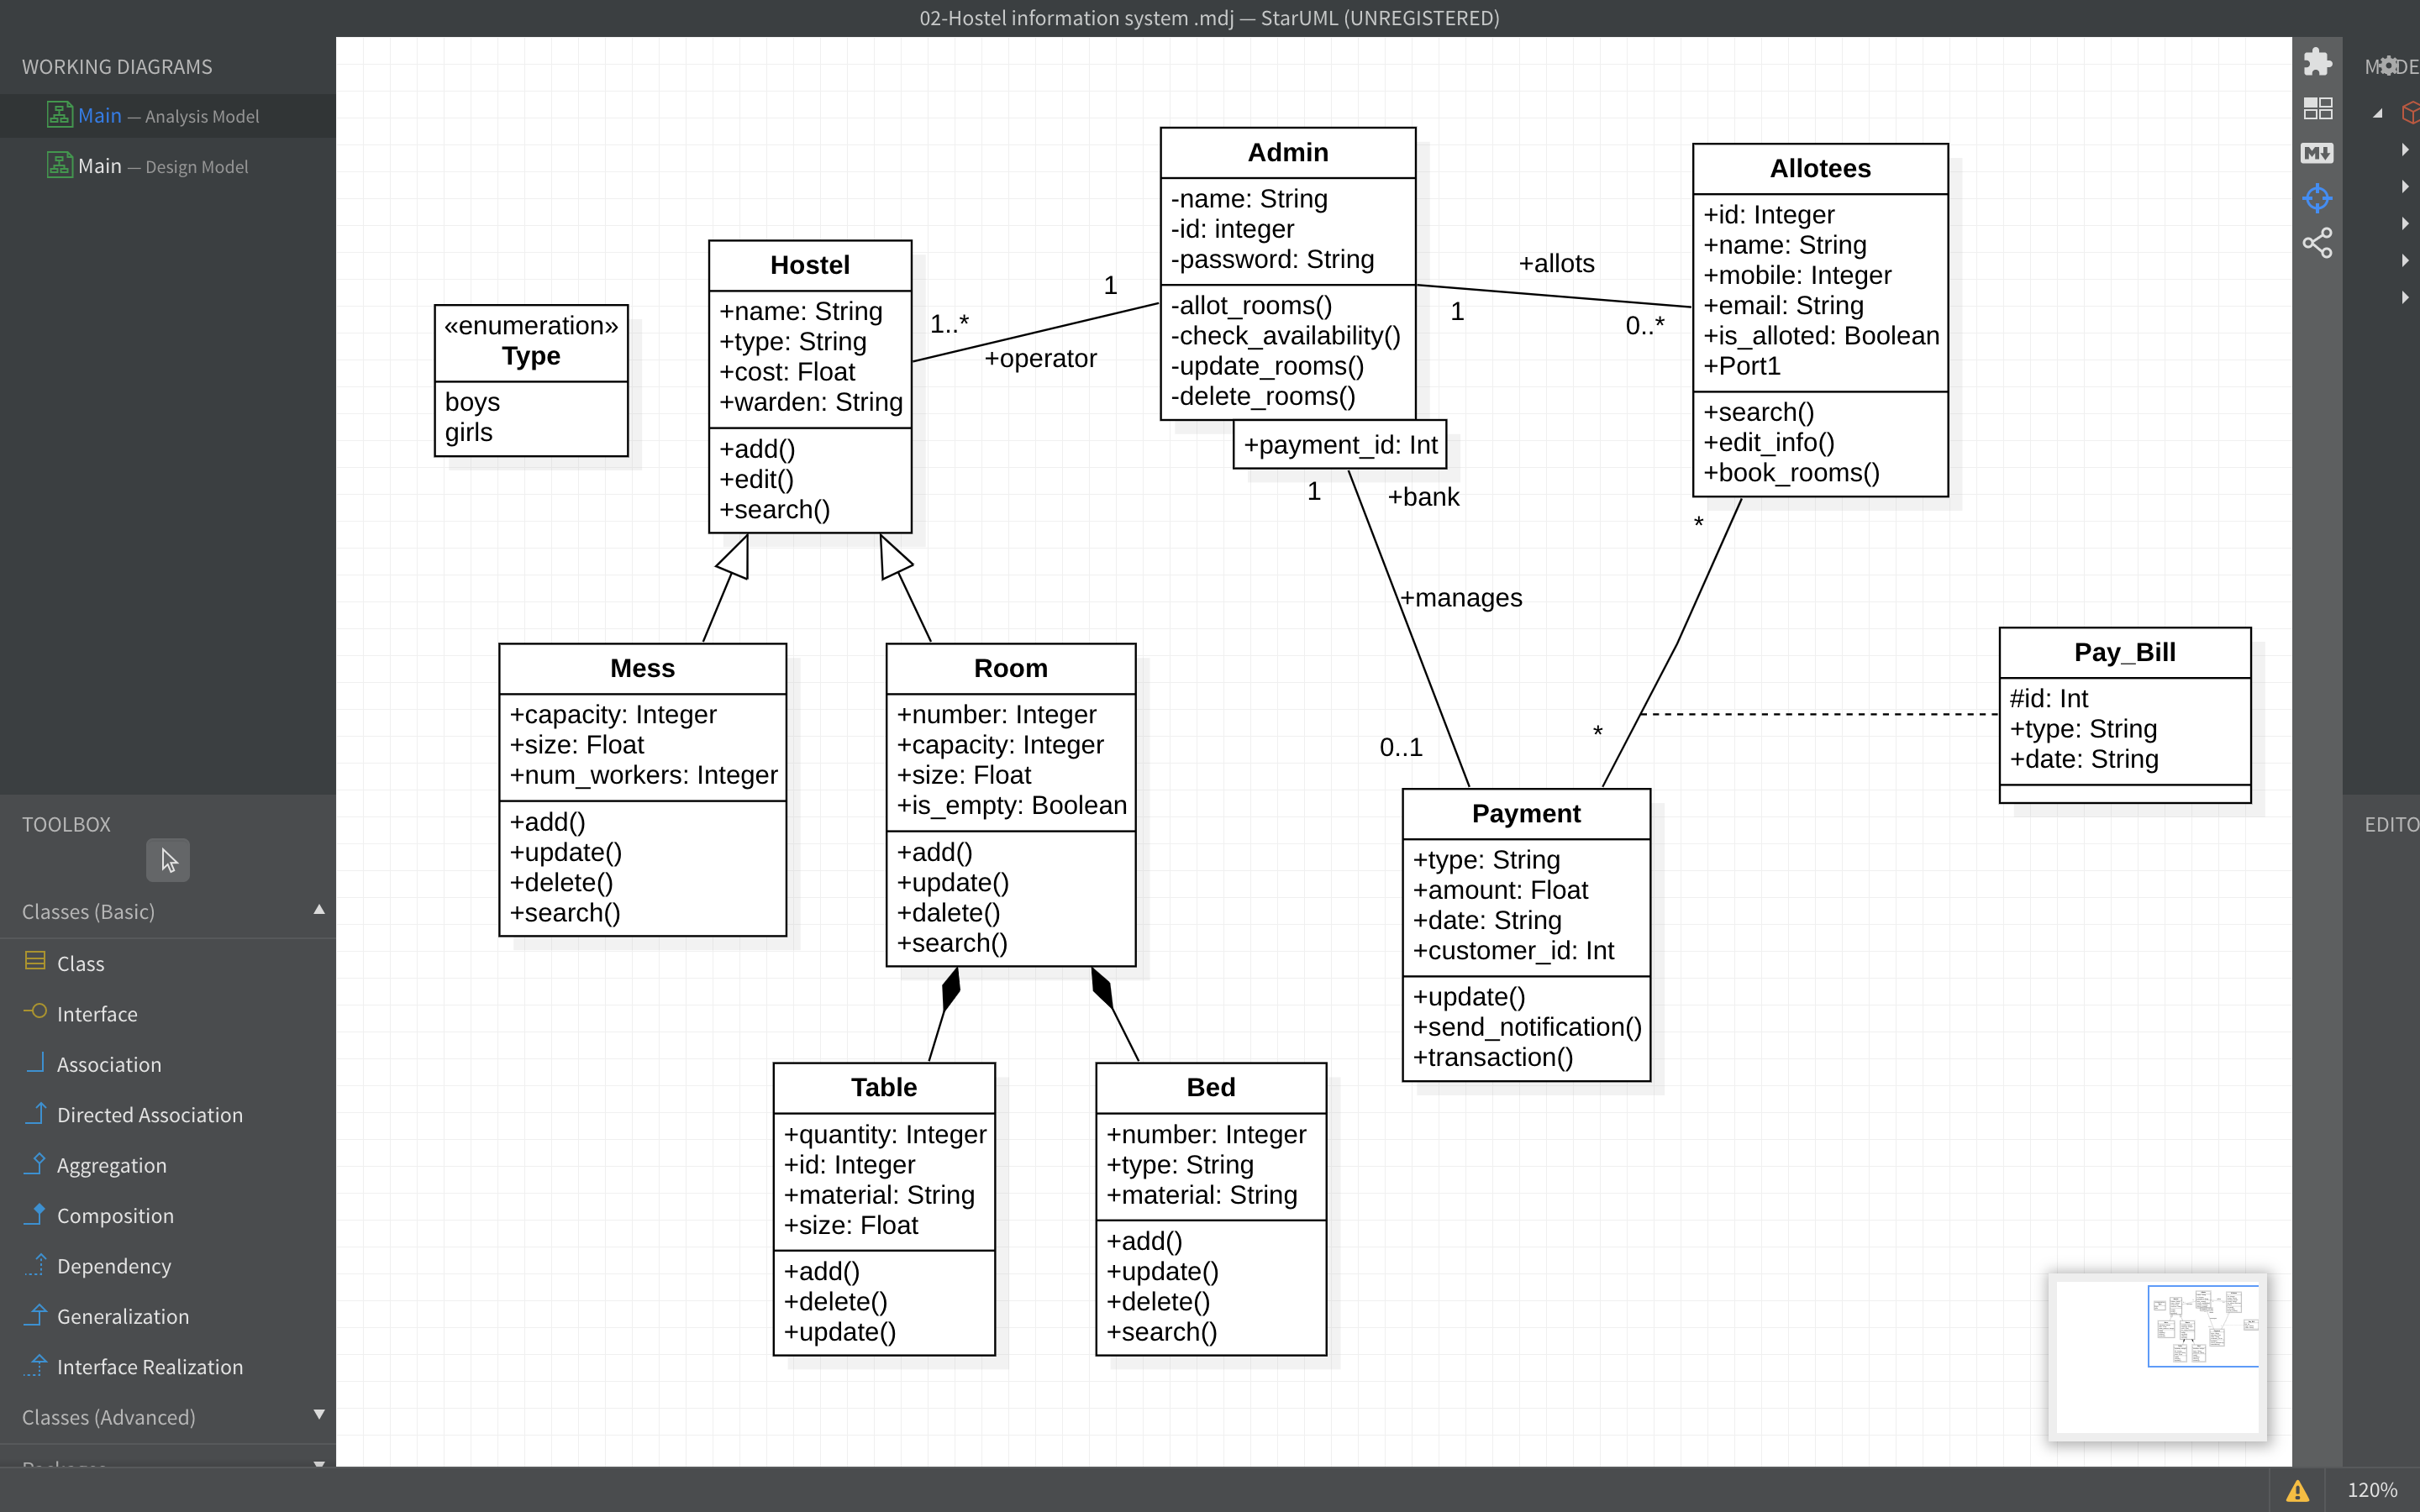 02-Hostel information system .mdj — StarUML (UNREGISTERED)
WORKING DIAGRAMS
Main — Analysis Model
Main — Design Model
TOOLBOX
Classes (Basic)
Class
Interface
Association
Directed Association
Aggregation
Composition
Dependency
Generalization
Interface Realization
Classes (Advanced)
«enumeration»
Type
boys
girls
Hostel
+name: String
+type: String
+cost: Float
+warden: String
+add()
+edit()
+search()
1..*
1
+operator
Admin
-name: String
-id: integer
-password: String
-allot_rooms()
-check_availability()
-update_rooms()
-delete_rooms()
+payment_id: Int
+allots
1
0..*
Allotees
+id: Integer
+name: String
+mobile: Integer
+email: String
+is_alloted: Boolean
+Port1
+search()
+edit_info()
+book_rooms()
1
+bank
+manages
0..1
*
*
Mess
+capacity: Integer
+size: Float
+num_workers: Integer
+add()
+update()
+delete()
+search()
Room
+number: Integer
+capacity: Integer
+size: Float
+is_empty: Boolean
+add()
+update()
+dalete()
+search()
Pay_Bill
#id: Int
+type: String
+date: String
Payment
+type: String
+amount: Float
+date: String
+customer_id: Int
+update()
+send_notification()
+transaction()
Table
+quantity: Integer
+id: Integer
+material: String
+size: Float
+add()
+delete()
+update()
Bed
+number: Integer
+type: String
+material: String
+add()
+update()
+delete()
+search()
M↓
EDITO
120%